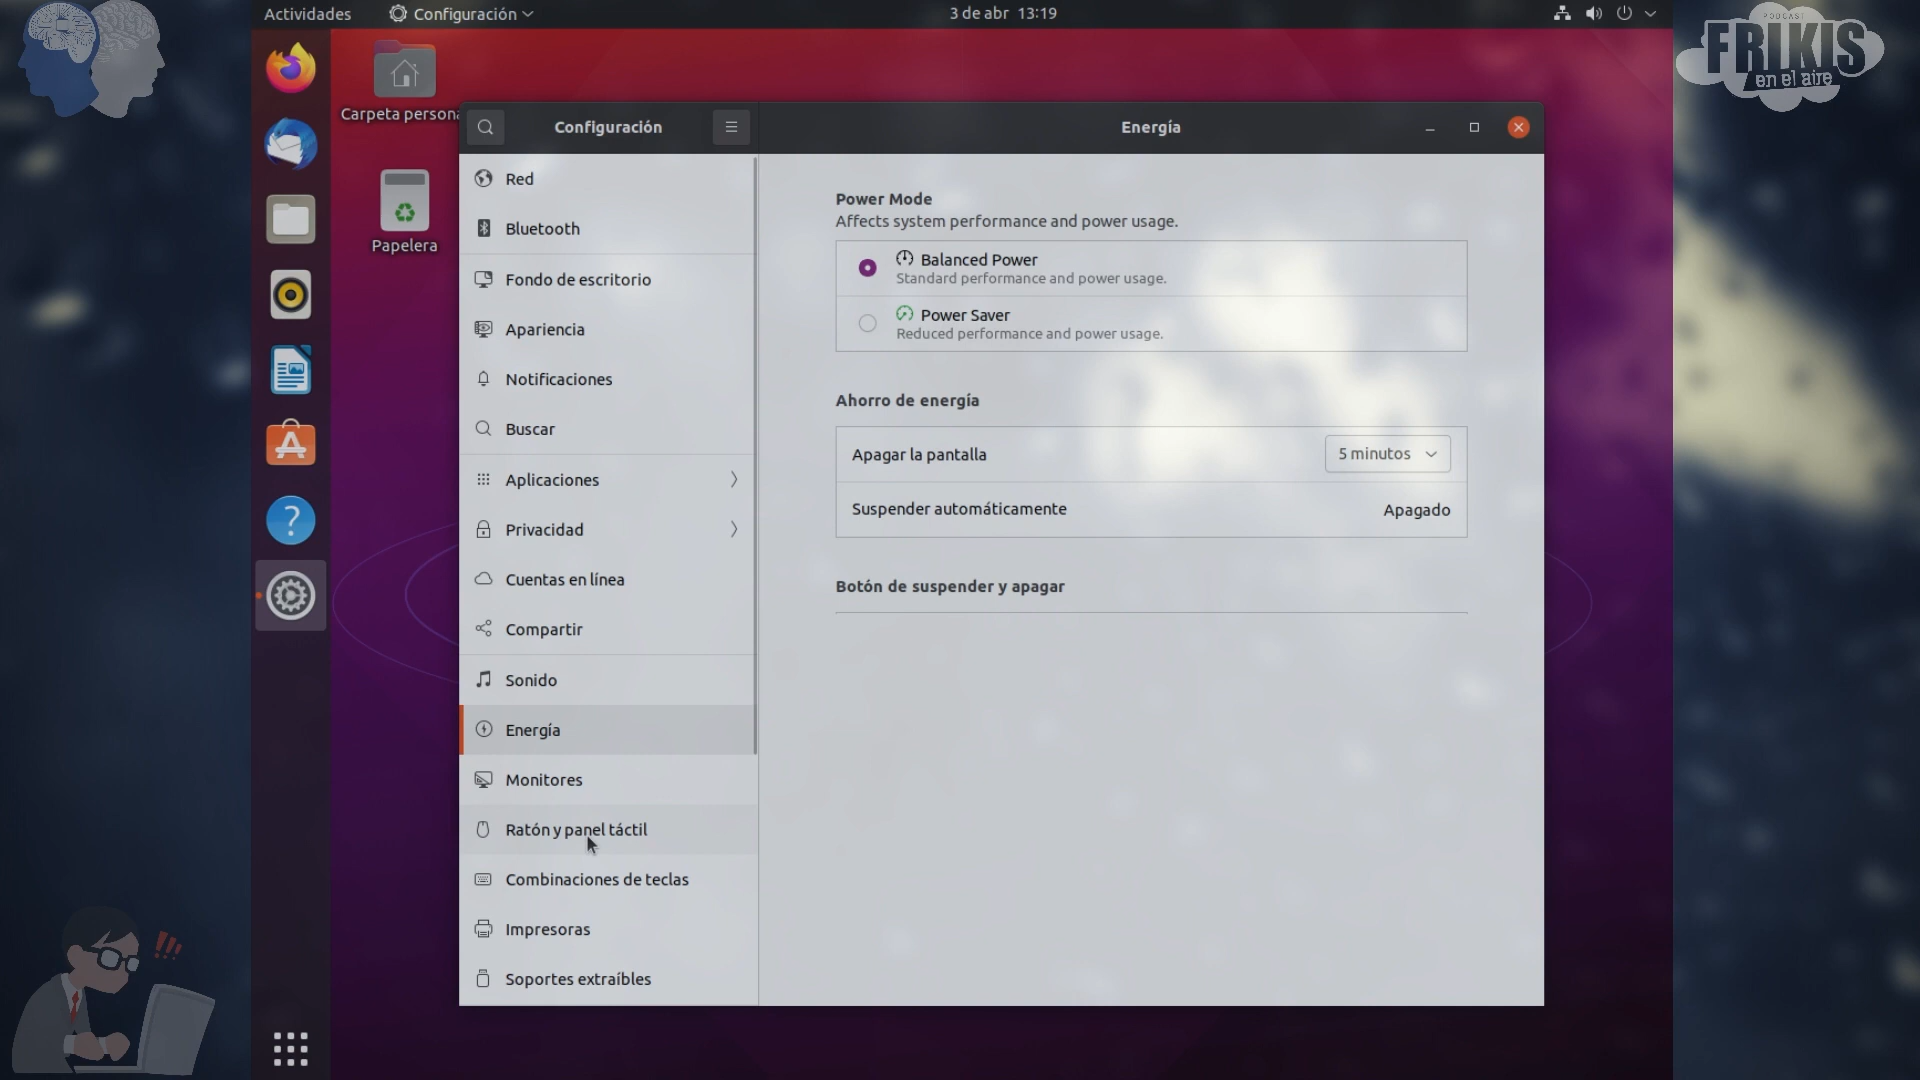 Actividades
Configuración
3 de abr 13:19
PODCAST
FRIKIS
en el aire
Carpeta persona
Papelera
?
!!!
Configuración
Energía
Red
Bluetooth
Fondo de escritorio
Apariencia
Notificaciones
Buscar
Aplicaciones
Privacidad
Cuentas en línea
Compartir
Sonido
Energía
Monitores
Ratón y panel táctil
Combinaciones de teclas
Impresoras
Soportes extraíbles
Power Mode
Affects system performance and power usage.
Balanced Power
Standard performance and power usage.
Power Saver
Reduced performance and power usage.
Ahorro de energía
Apagar la pantalla
5 minutos
Suspender automáticamente
Apagado
Botón de suspender y apagar